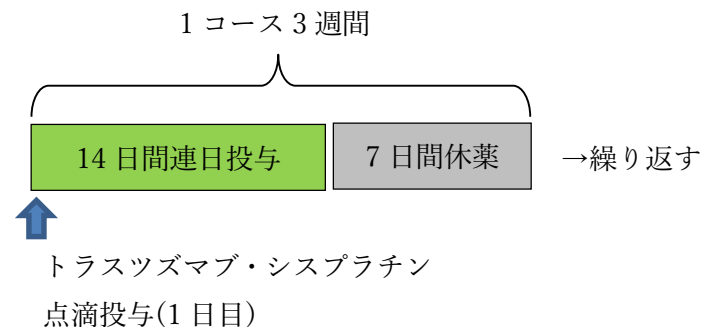 1コース3週間
14日間連日投与
7日間休薬
→繰り返す
トラスツズマブ・シスプラチン
点滴投与(1日目)